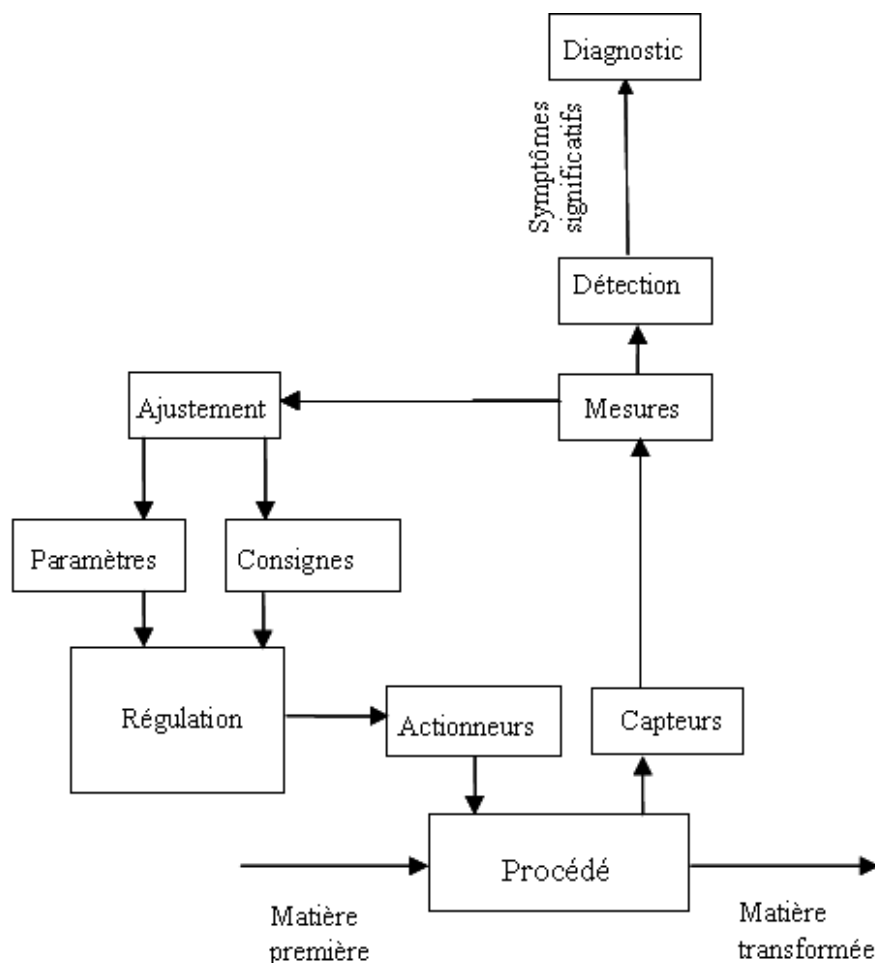 Diagnostic
Symptômes
significatifs
Détection
Ajustement
Mesures
Paramètres
Consignes
Régulation
Actionneurs
Capteurs
Procédé
Matière
première
Matière
transformée